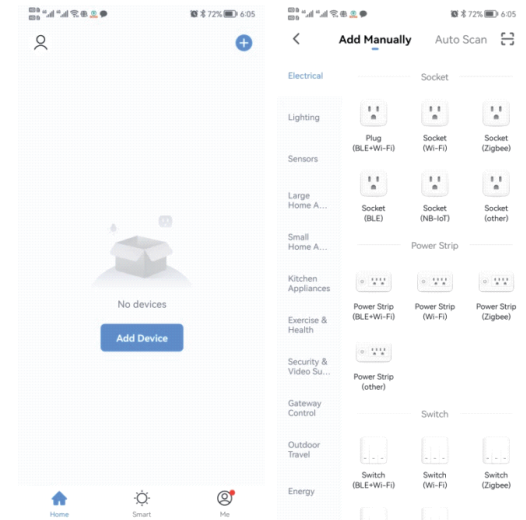 72% 6:05
No devices
Add Device
Home
Smart
Me
72% 6:05
Add Manually
Auto Scan
Electrical
Lighting
Sensors
Large
Home A...
Small
Home A...
Kitchen
Appliances
Exercise &
Health
Security &
Video Su...
Gateway
Control
Outdoor
Travel
Energy
Socket
Plug
(BLE+Wi-Fi)
Socket
(Wi-Fi)
Socket
(Zigbee)
Socket
(BLE)
Socket
(NB-IoT)
Socket
(other)
Power Strip
Power Strip
(BLE+Wi-Fi)
Power Strip
(Wi-Fi)
Power Strip
(Zigbee)
Power Strip
(other)
Switch
Switch
(BLE+Wi-Fi)
Switch
(Wi-Fi)
Switch
(Zigbee)